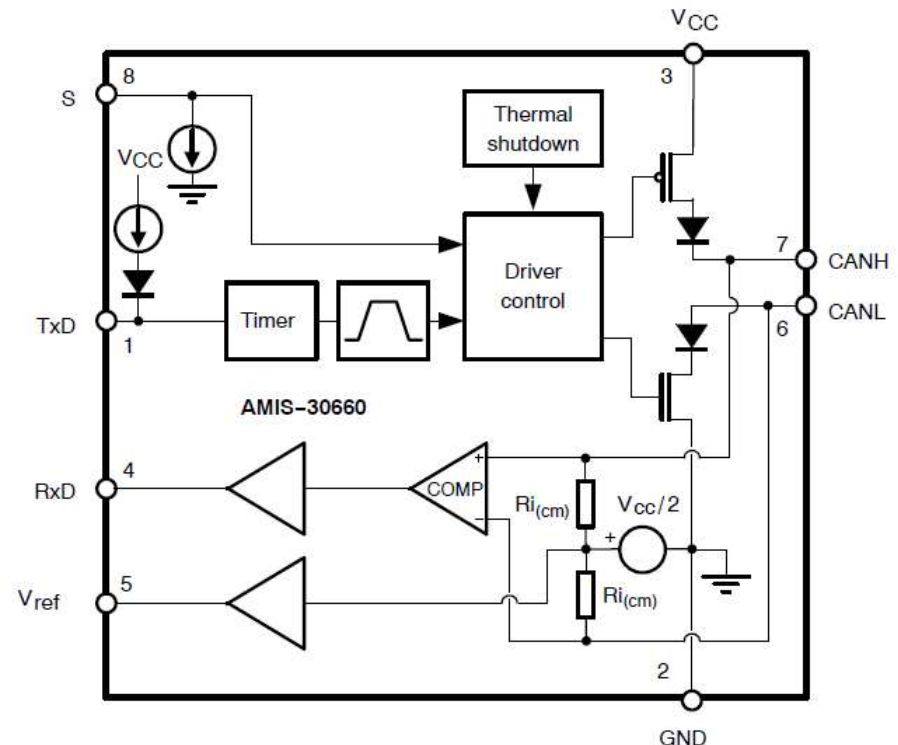 VCC
8
3
S
Thermal
shutdown
VCC
7
CANH
Driver
control
TxD
Timer
CANL
1
6
AMIS-30660
4
+
RxD
COMP
Ri(cm)
VCC/2
+
-
5
Vref
Ri(cm)
2
GND